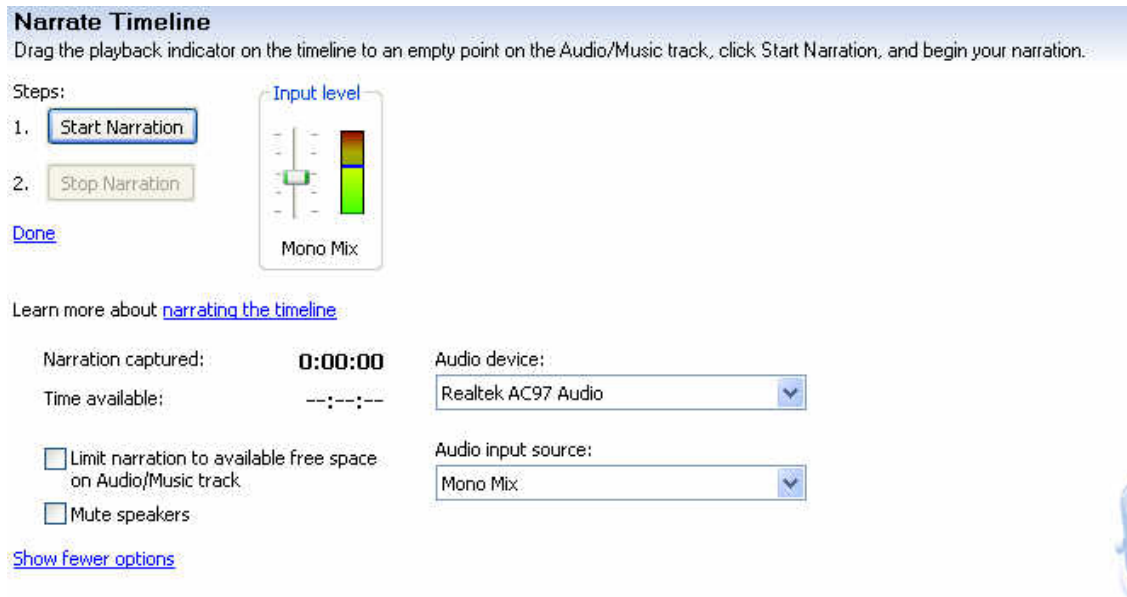 Narrate Timeline
Drag the playback indicator on the timeline to an empty point on the Audio/Music track, click Start Narration, and begin your narration.
Steps:
1. Start Narration
2. Stop Narration
Done
Input level
Mono Mix
Learn more about narrating the timeline
Narration captured: 0:00:00
Time available: --:--:--
Limit narration to available free space
on Audio/Music track
Mute speakers
Audio device:
Realtek AC97 Audio
Audio input source:
Mono Mix
Show fewer options